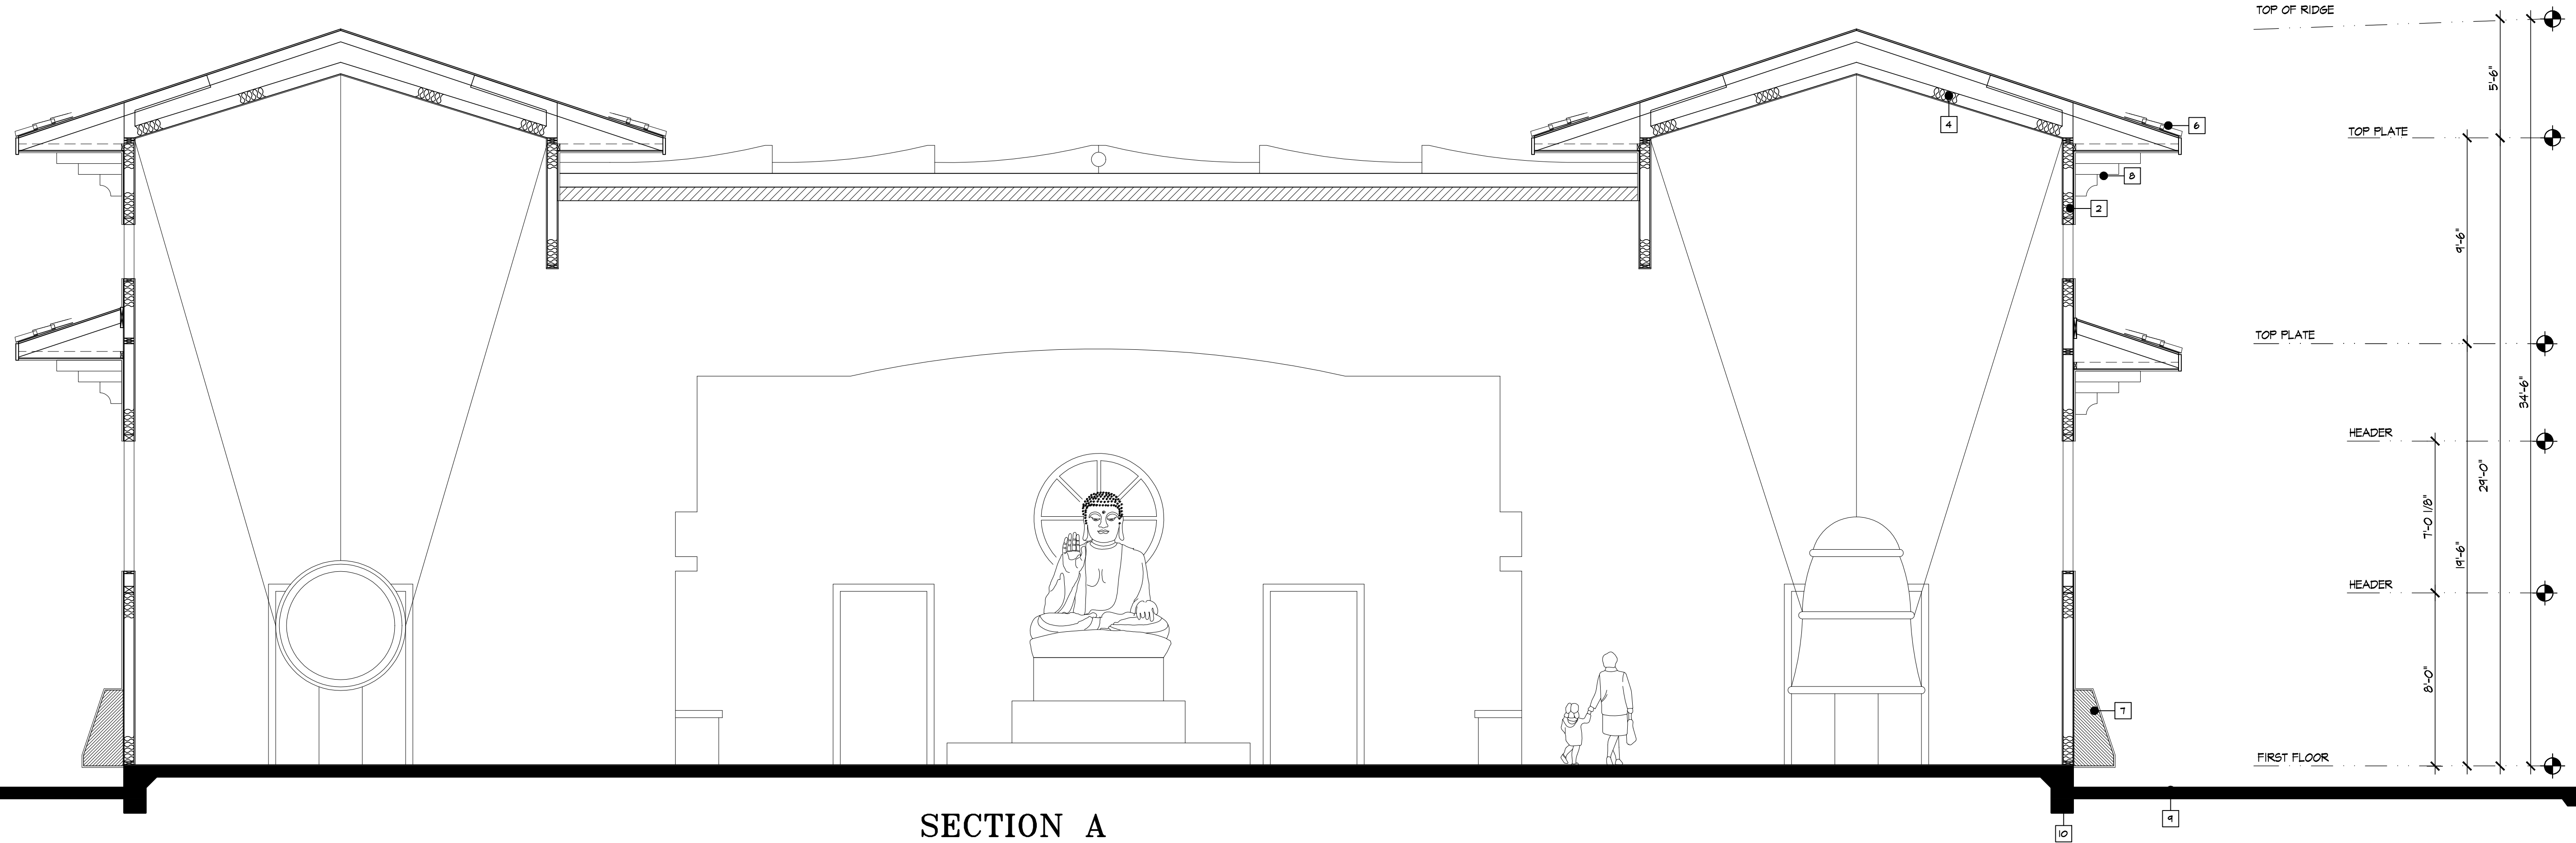 TOP OF RIDGE
5'-6"
6
4
TOP PLATE
8
2
9'-6"
TOP PLATE
34'-6"
HEADER
29'-0"
7'-0 1/8"
19'-6"
HEADER
8'-0"
7
FIRST FLOOR
9
10
SECTION A